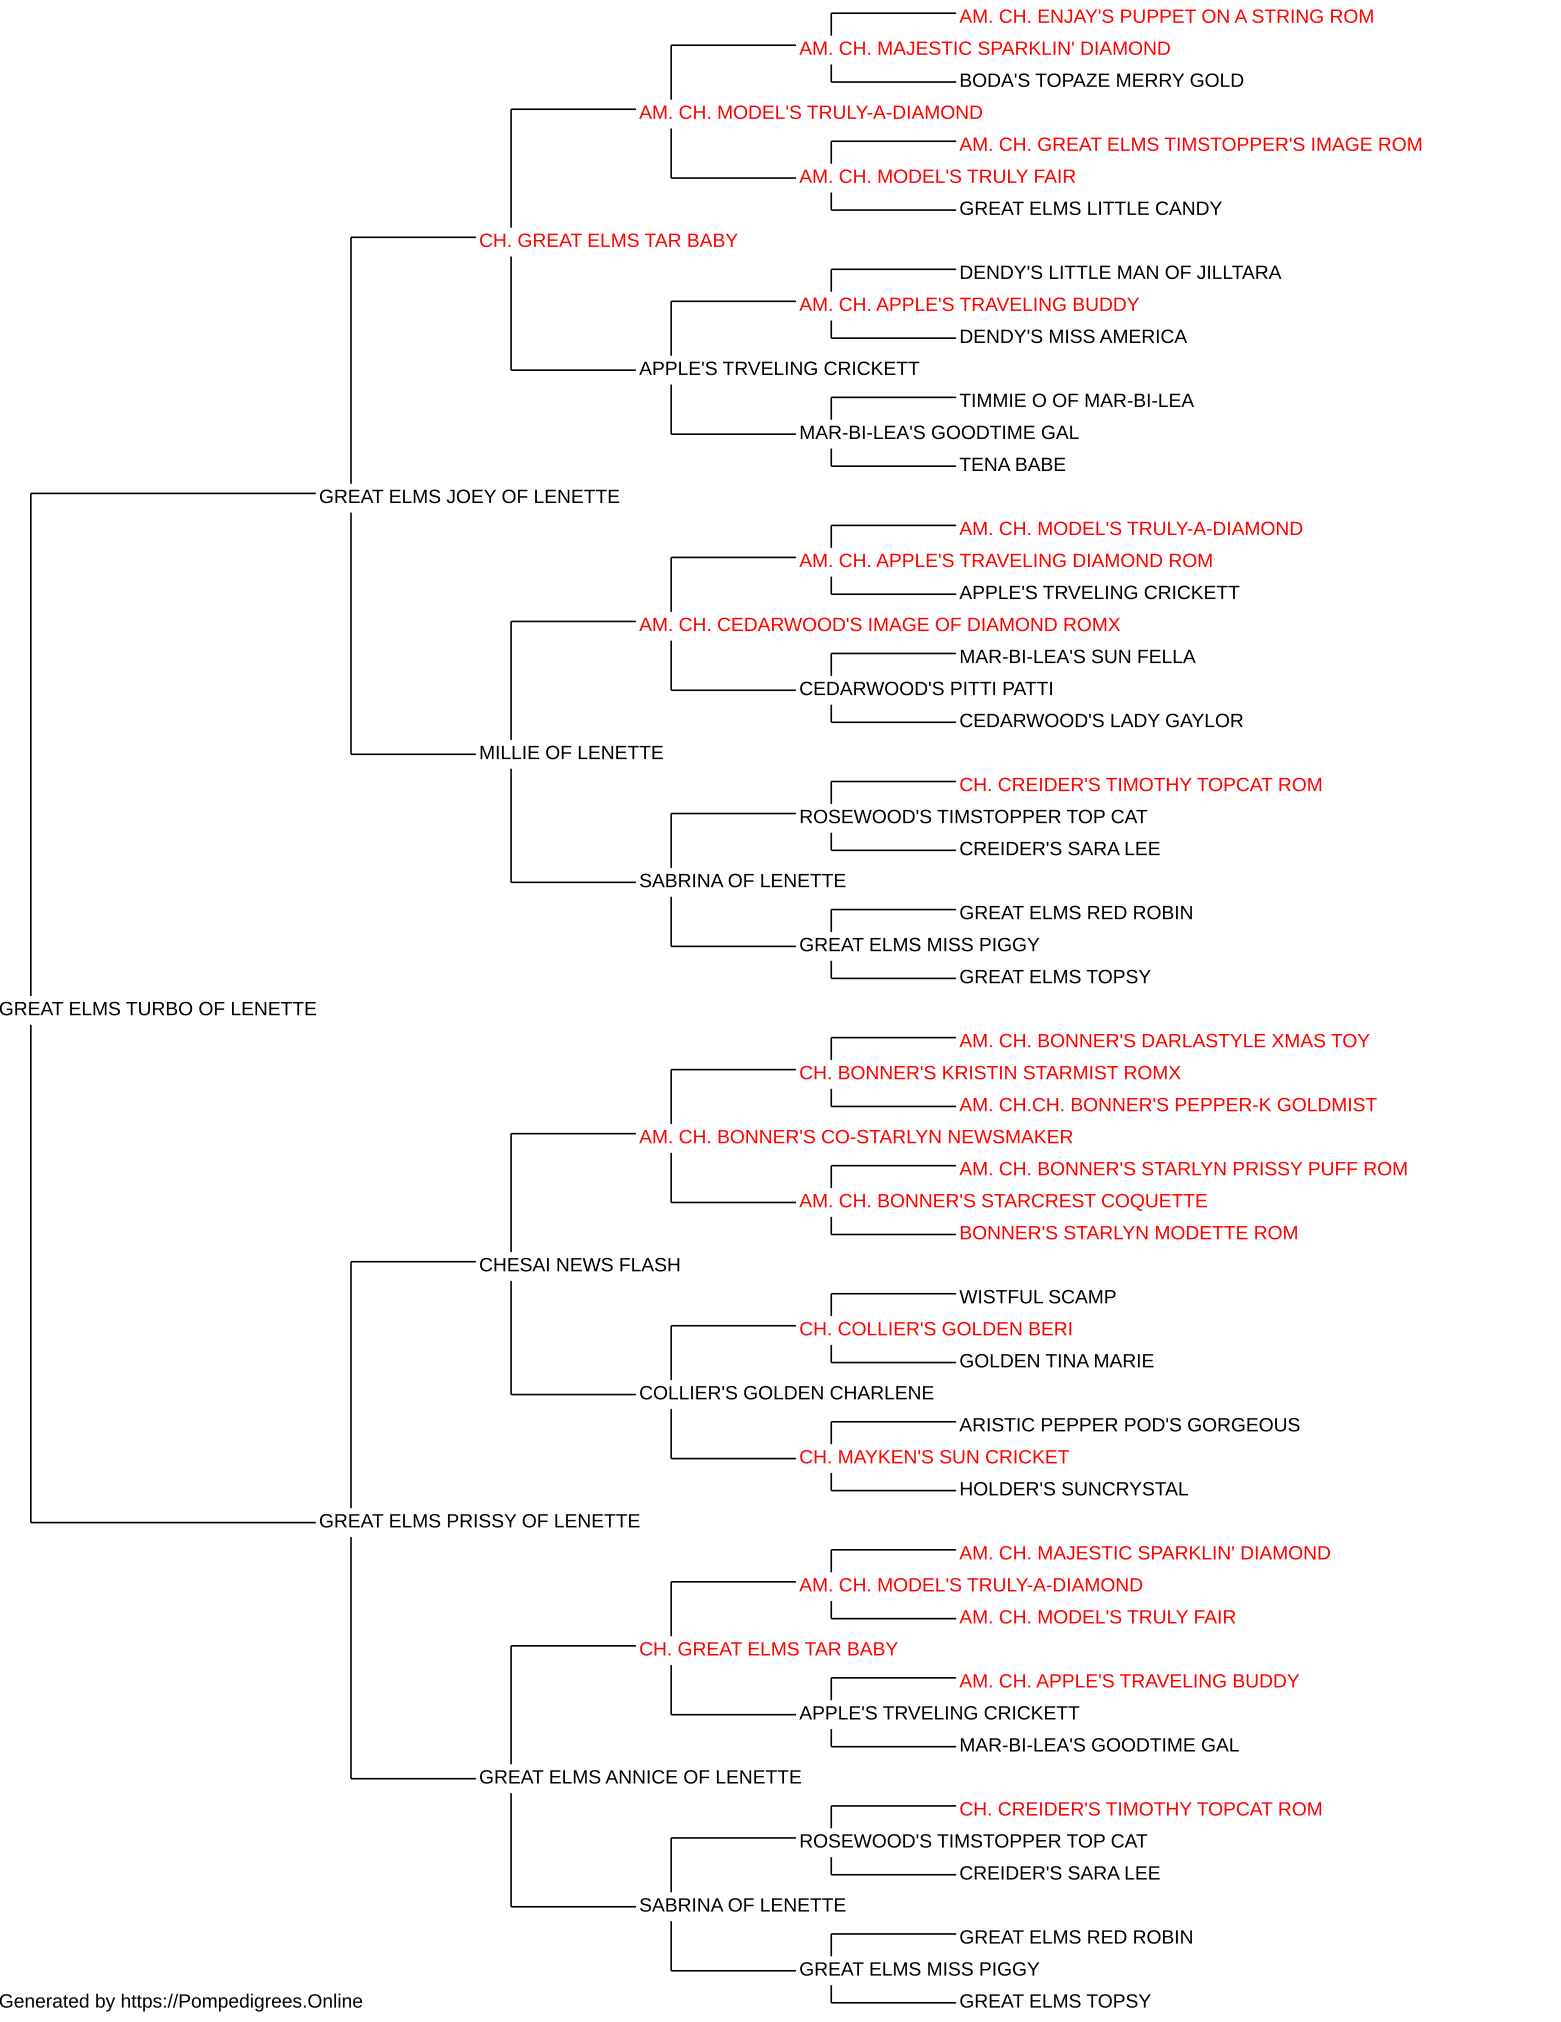 AM. CH. ENJAY'S PUPPET ON A STRING ROM
AM. CH. MAJESTIC SPARKLIN' DIAMOND
BODA'S TOPAZE MERRY GOLD
AM. CH. MODEL'S TRULY-A-DIAMOND
AM. CH. GREAT ELMS TIMSTOPPER'S IMAGE ROM
AM. CH. MODEL'S TRULY FAIR
GREAT ELMS LITTLE CANDY
CH. GREAT ELMS TAR BABY
DENDY'S LITTLE MAN OF JILLTARA
AM. CH. APPLE'S TRAVELING BUDDY
DENDY'S MISS AMERICA
APPLE'S TRVELING CRICKETT
TIMMIE O OF MAR-BI-LEA
MAR-BI-LEA'S GOODTIME GAL
TENA BABE
GREAT ELMS JOEY OF LENETTE
AM. CH. MODEL'S TRULY-A-DIAMOND
AM. CH. APPLE'S TRAVELING DIAMOND ROM
APPLE'S TRVELING CRICKETT
AM. CH. CEDARWOOD'S IMAGE OF DIAMOND ROMX
MAR-BI-LEA'S SUN FELLA
CEDARWOOD'S PITTI PATTI
CEDARWOOD'S LADY GAYLOR
MILLIE OF LENETTE
CH. CREIDER'S TIMOTHY TOPCAT ROM
ROSEWOOD'S TIMSTOPPER TOP CAT
CREIDER'S SARA LEE
SABRINA OF LENETTE
GREAT ELMS RED ROBIN
GREAT ELMS MISS PIGGY
GREAT ELMS TOPSY
GREAT ELMS TURBO OF LENETTE
AM. CH. BONNER'S DARLASTYLE XMAS TOY
CH. BONNER'S KRISTIN STARMIST ROMX
AM. CH.CH. BONNER'S PEPPER-K GOLDMIST
AM. CH. BONNER'S CO-STARLYN NEWSMAKER
AM. CH. BONNER'S STARLYN PRISSY PUFF ROM
AM. CH. BONNER'S STARCREST COQUETTE
BONNER'S STARLYN MODETTE ROM
CHESAI NEWS FLASH
WISTFUL SCAMP
CH. COLLIER'S GOLDEN BERI
GOLDEN TINA MARIE
COLLIER'S GOLDEN CHARLENE
ARISTIC PEPPER POD'S GORGEOUS
CH. MAYKEN'S SUN CRICKET
HOLDER'S SUNCRYSTAL
GREAT ELMS PRISSY OF LENETTE
AM. CH. MAJESTIC SPARKLIN' DIAMOND
AM. CH. MODEL'S TRULY-A-DIAMOND
AM. CH. MODEL'S TRULY FAIR
CH. GREAT ELMS TAR BABY
AM. CH. APPLE'S TRAVELING BUDDY
APPLE'S TRVELING CRICKETT
MAR-BI-LEA'S GOODTIME GAL
GREAT ELMS ANNICE OF LENETTE
CH. CREIDER'S TIMOTHY TOPCAT ROM
ROSEWOOD'S TIMSTOPPER TOP CAT
CREIDER'S SARA LEE
SABRINA OF LENETTE
GREAT ELMS RED ROBIN
GREAT ELMS MISS PIGGY
GREAT ELMS TOPSY
Generated by https://Pompedigrees.Online